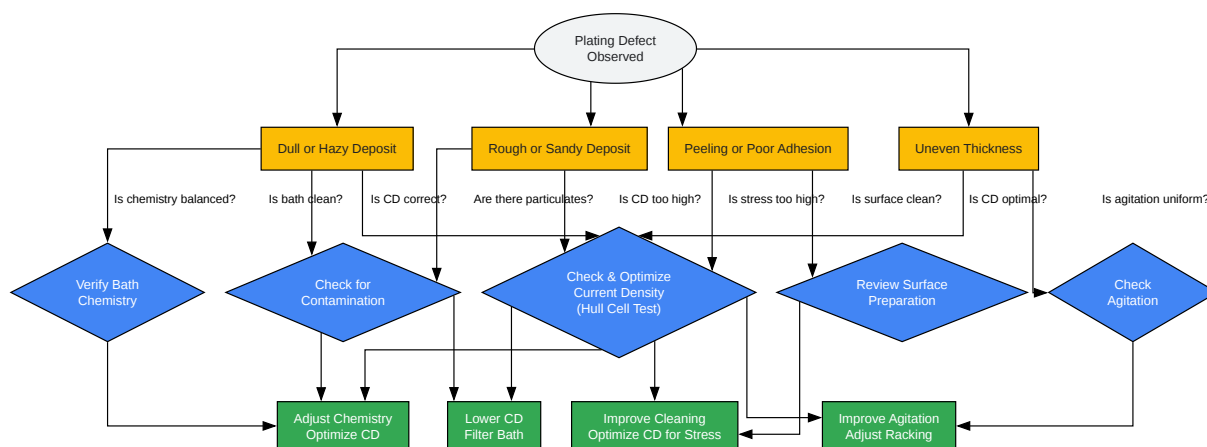 Plating Defect
Observed
Dull or Hazy Deposit
Rough or Sandy Deposit
Peeling or Poor Adhesion
Uneven Thickness
Is chemistry balanced?
Is bath clean?
Is CD correct?
Are there particulates?
Is CD too high?
Is stress too high?
Is surface clean?
Is CD optimal?
Is agitation uniform?
Verify Bath
Chemistry
Check for
Contamination
Check & Optimize
Current Density
(Hull Cell Test)
Review Surface
Preparation
Check
Agitation
Adjust Chemistry
Optimize CD
Lower CD
Filter Bath
Improve Cleaning
Optimize CD for Stress
Improve Agitation
Adjust Racking